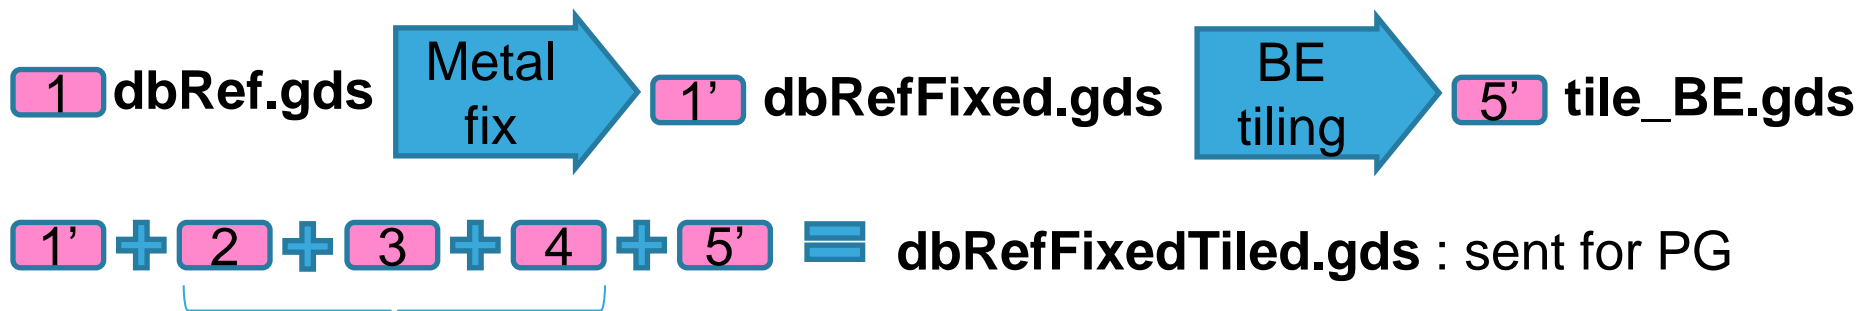 1 dbRef.gds Metal fix 1’ dbRefFixed.gds BE tiling 5’ tile_BE.gds
1’ + 2 + 3 + 4 + 5’ = dbRefFixedTiled.gds : sent for PG